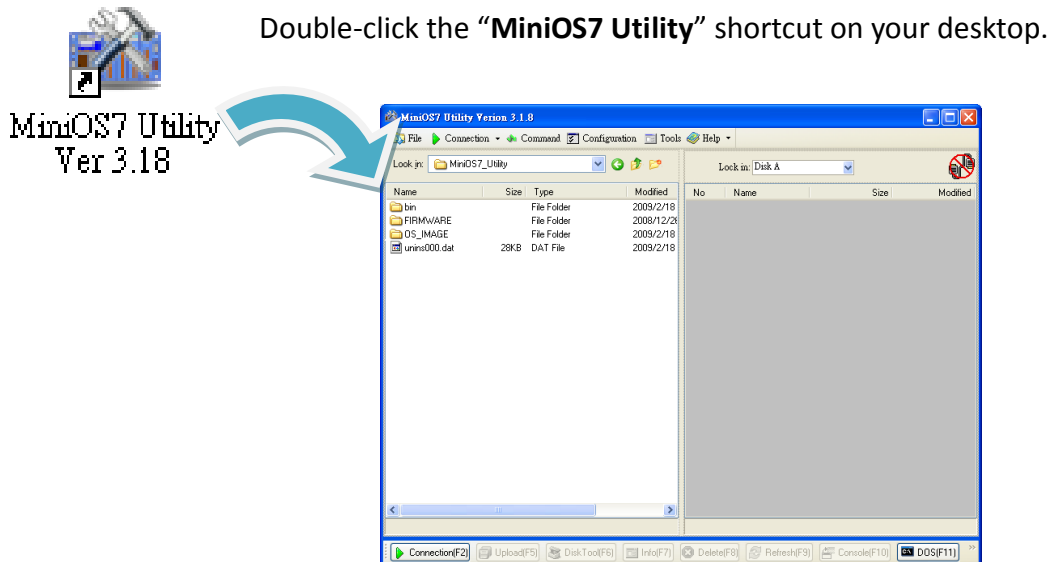 Double-click the “MiniOS7 Utility” shortcut on your desktop.
MiniOS7 Utility
Ver 3.18
MiniOS7 Utility Verion 3.1.8
File Connection Command Configuration Tools Help
Look in: MiniOS7_Utility
Lock in: Disk A
Name Size Type Modified
No Name Size Modified
bin File Folder 2009/2/18
FIRMWARE File Folder 2008/12/26
OS_IMAGE File Folder 2009/2/18
unins000.dat 28KB DAT File 2009/2/18
Connection(F2) Upload(F5) DiskTool(F6) Info(F7) Delete(F8) Refresh(F9) Console(F10) DOS(F11) »